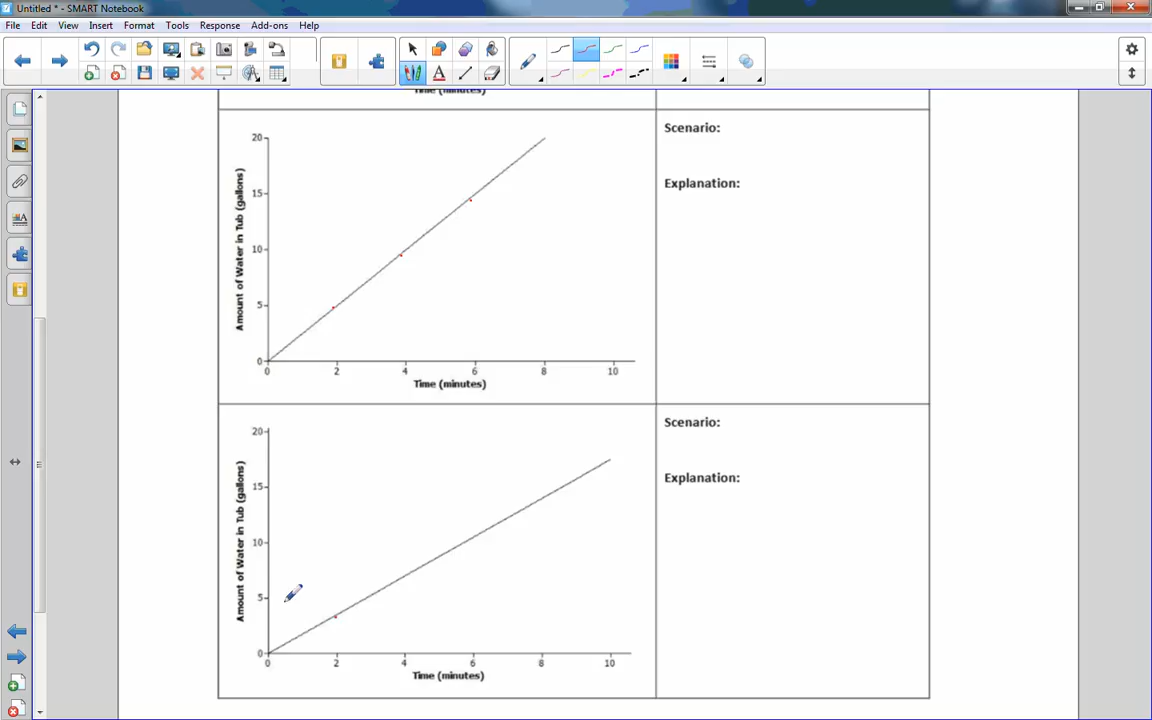 Untitled * - SMART Notebook
File Edit View Insert Format Tools Response Add-ons Help
Time (minutes)
20
15
10
5
0
Amount of Water in Tub (gallons)
0 2 4 6 8 10
Time (minutes)
Scenario:
Explanation:
20
15
10
5
0
Amount of Water in Tub (gallons)
0 2 4 6 8 10
Time (minutes)
Scenario:
Explanation: